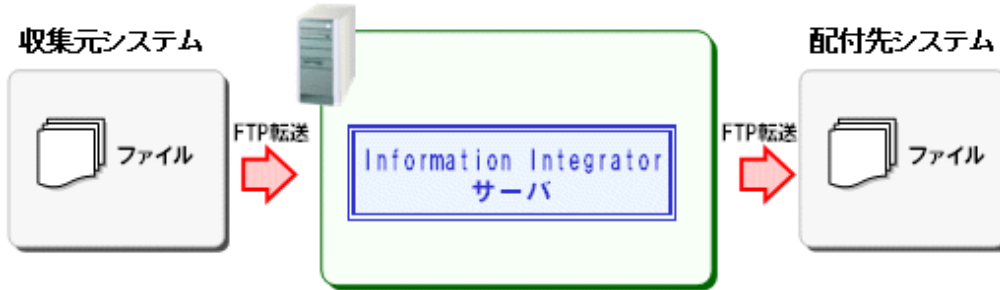 収集元システム
ファイル
FTP転送
Information Integrator
サーバ
FTP転送
配付先システム
ファイル